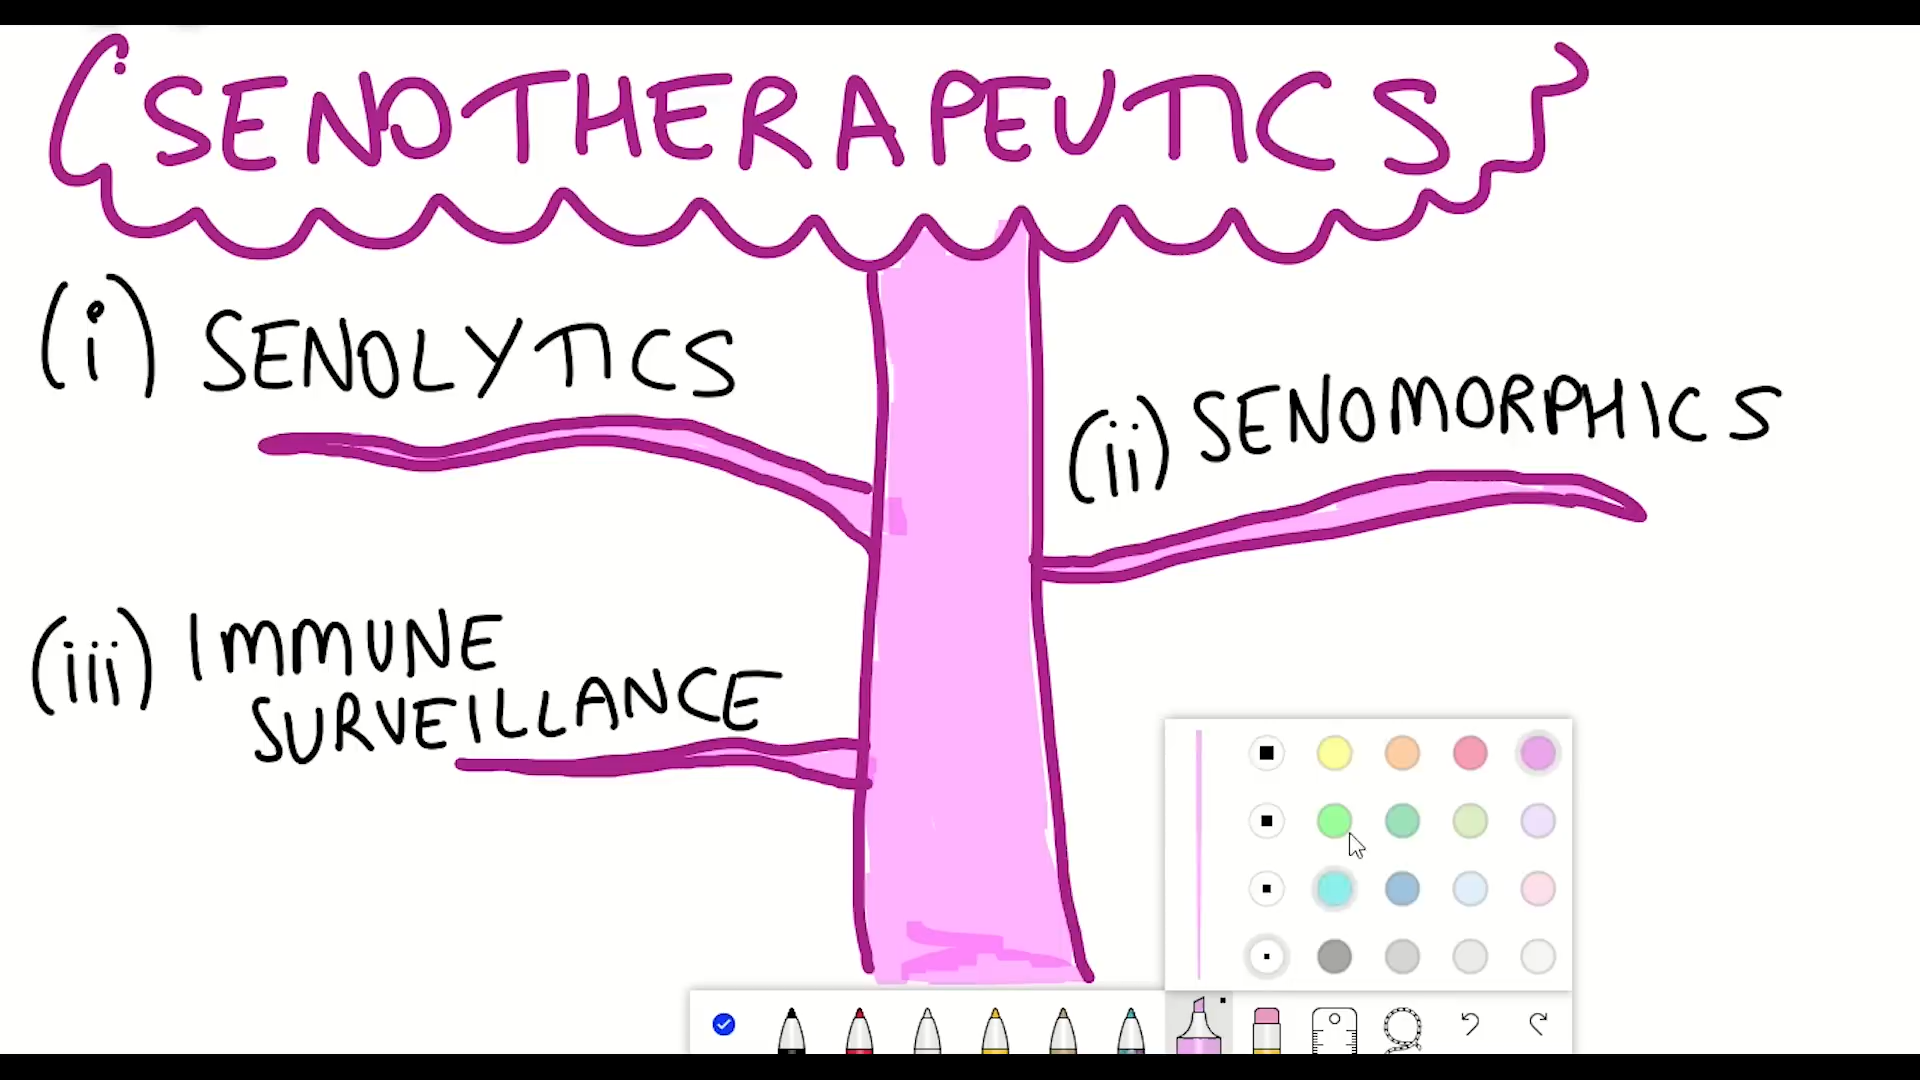 SENOTHERAPEUTICS
(i) SENOLYTICS
(ii) SENOMORPHICS
(iii) IMMUNE
SURVEILLANCE